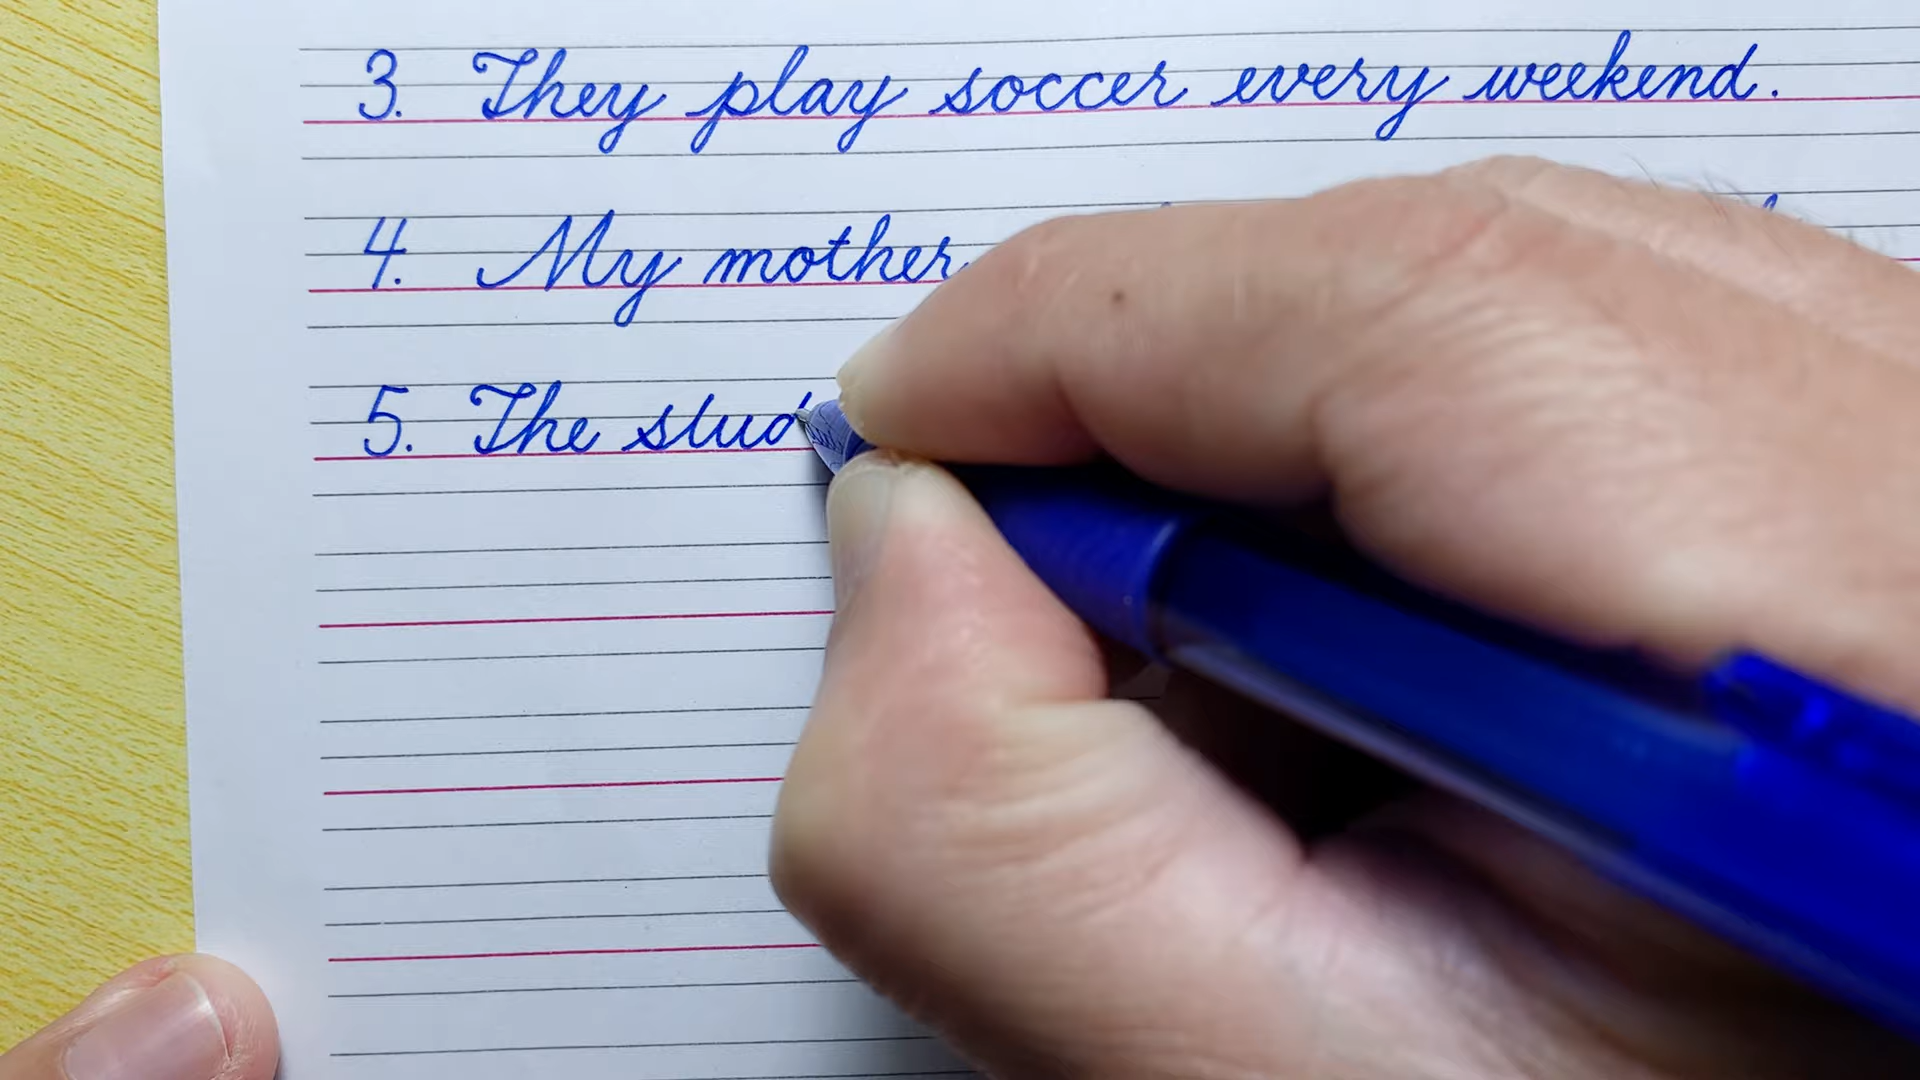 3. They play soccer every weekend.
4. My mother
5. The stud